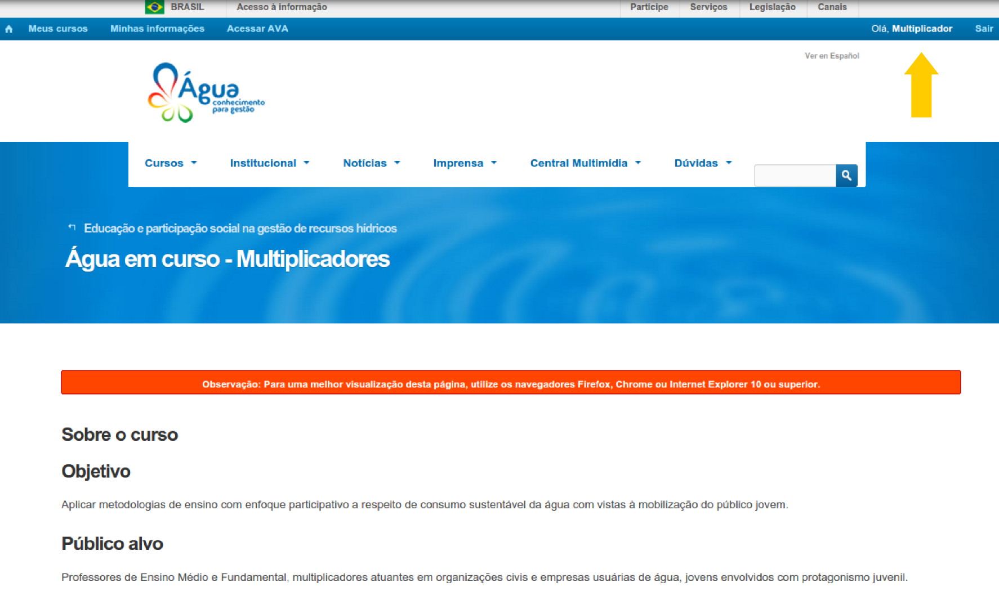 BRASIL Acesso à informação Participe Serviços Legislação Canais
Meus cursos Minhas informações Acessar AVA Olá, Multiplicador Sair
Ver en Español
Água
conhecimento
para gestão
Cursos Institucional Notícias Imprensa Central Multimídia Dúvidas
Educação e participação social na gestão de recursos hídricos
Água em curso - Multiplicadores
Observação: Para uma melhor visualização desta página, utilize os navegadores Firefox, Chrome ou Internet Explorer 10 ou superior.
Sobre o curso
Objetivo
Aplicar metodologias de ensino com enfoque participativo a respeito de consumo sustentável da água com vistas à mobilização do público jovem.
Público alvo
Professores de Ensino Médio e Fundamental, multiplicadores atuantes em organizações civis e empresas usuárias de água, jovens envolvidos com protagonismo juvenil.